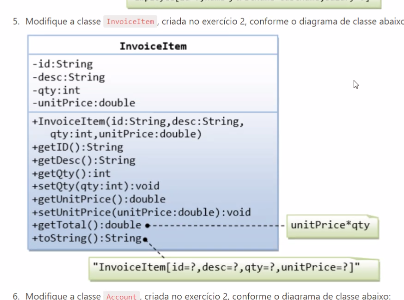 5. Modifique a classe InvoiceItem, criada no exercício 2, conforme o diagrama de classe abaixo
InvoiceItem
-id:String
-desc:String
-qty:int
-unitPrice:double
+InvoiceItem(id:String,desc:String,
qty:int,unitPrice:double)
+getID():String
+getDesc():String
+getQty():int
+setQty(qty:int):void
+getUnitPrice():double
+setUnitPrice(unitPrice:double):void
+getTotal():double
unitPrice*qty
+toString():String
"InvoiceItem[id=?,desc=?,qty=?,unitPrice=?]"
6. Modifique a classe Account, criada no exercício 2, conforme o diagrama de classe abaixo: